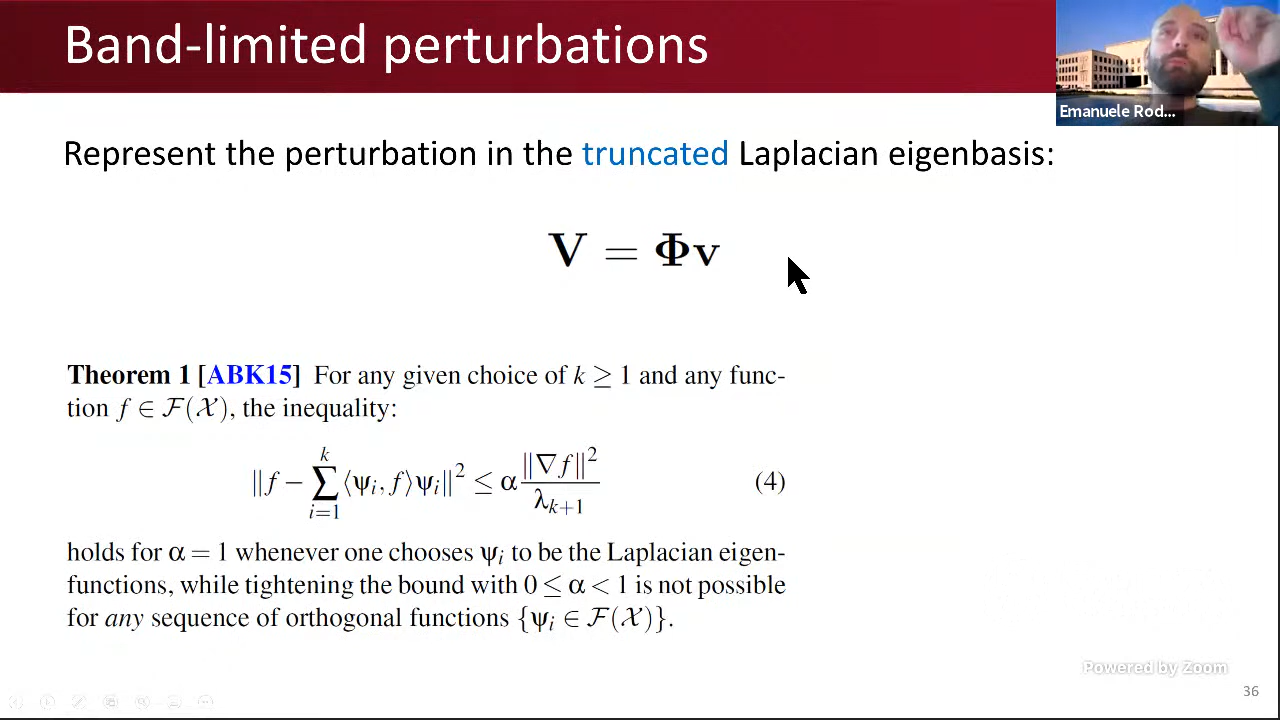 Band-limited perturbations
Emanuele Rod...
Represent the perturbation in the truncated Laplacian eigenbasis:
V = Φv
Theorem 1 [ABK15] For any given choice of k ≥ 1 and any func-
tion f ∈ F(X), the inequality:
‖f − ∑_{i=1}^{k} ⟨ψ_i, f⟩ψ_i‖² ≤ α ‖∇f‖² / λ_{k+1} (4)
holds for α = 1 whenever one chooses ψ_i to be the Laplacian eigen-
functions, while tightening the bound with 0 ≤ α < 1 is not possible
for any sequence of orthogonal functions {ψ_i ∈ F(X)}.
Powered by Zoom
36